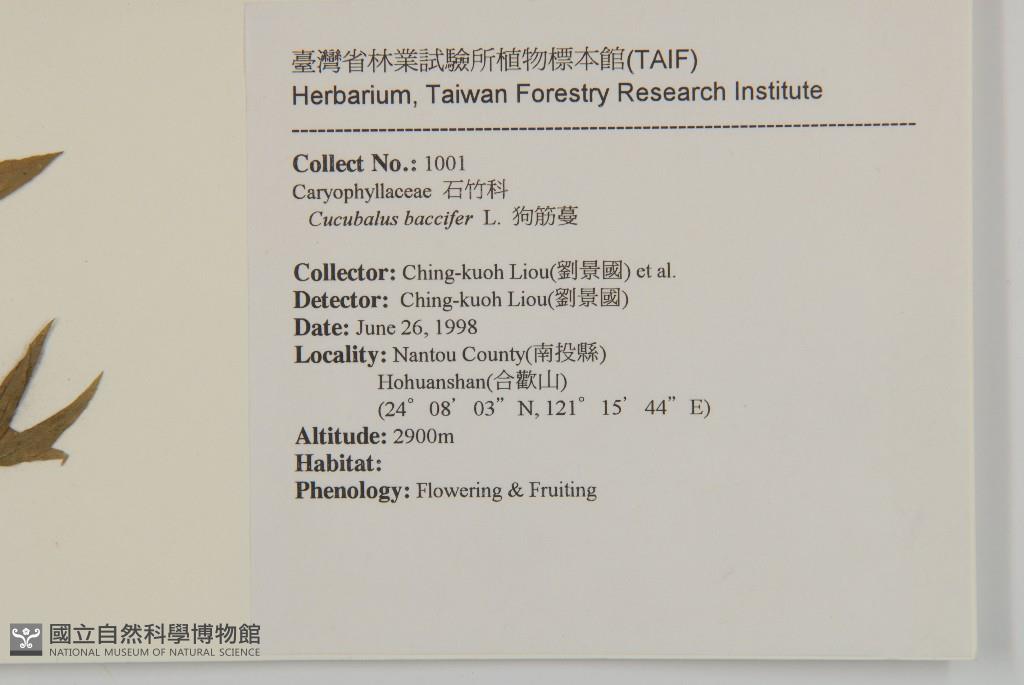 臺灣省林業試驗所植物標本館(TAIF)
Herbarium, Taiwan Forestry Research Institute
Collect No.: 1001
Caryophyllaceae 石竹科
Cucubalus baccifer L. 狗筋蔓
Collector: Ching-kuoh Liou(劉景國) et al.
Detector: Ching-kuoh Liou(劉景國)
Date: June 26, 1998
Locality: Nantou County(南投縣)
Hohuanshan(合歡山)
(24° 08’ 03” N, 121° 15’ 44” E)
Altitude: 2900m
Habitat:
Phenology: Flowering & Fruiting
國立自然科學博物館
NATIONAL MUSEUM OF NATURAL SCIENCE